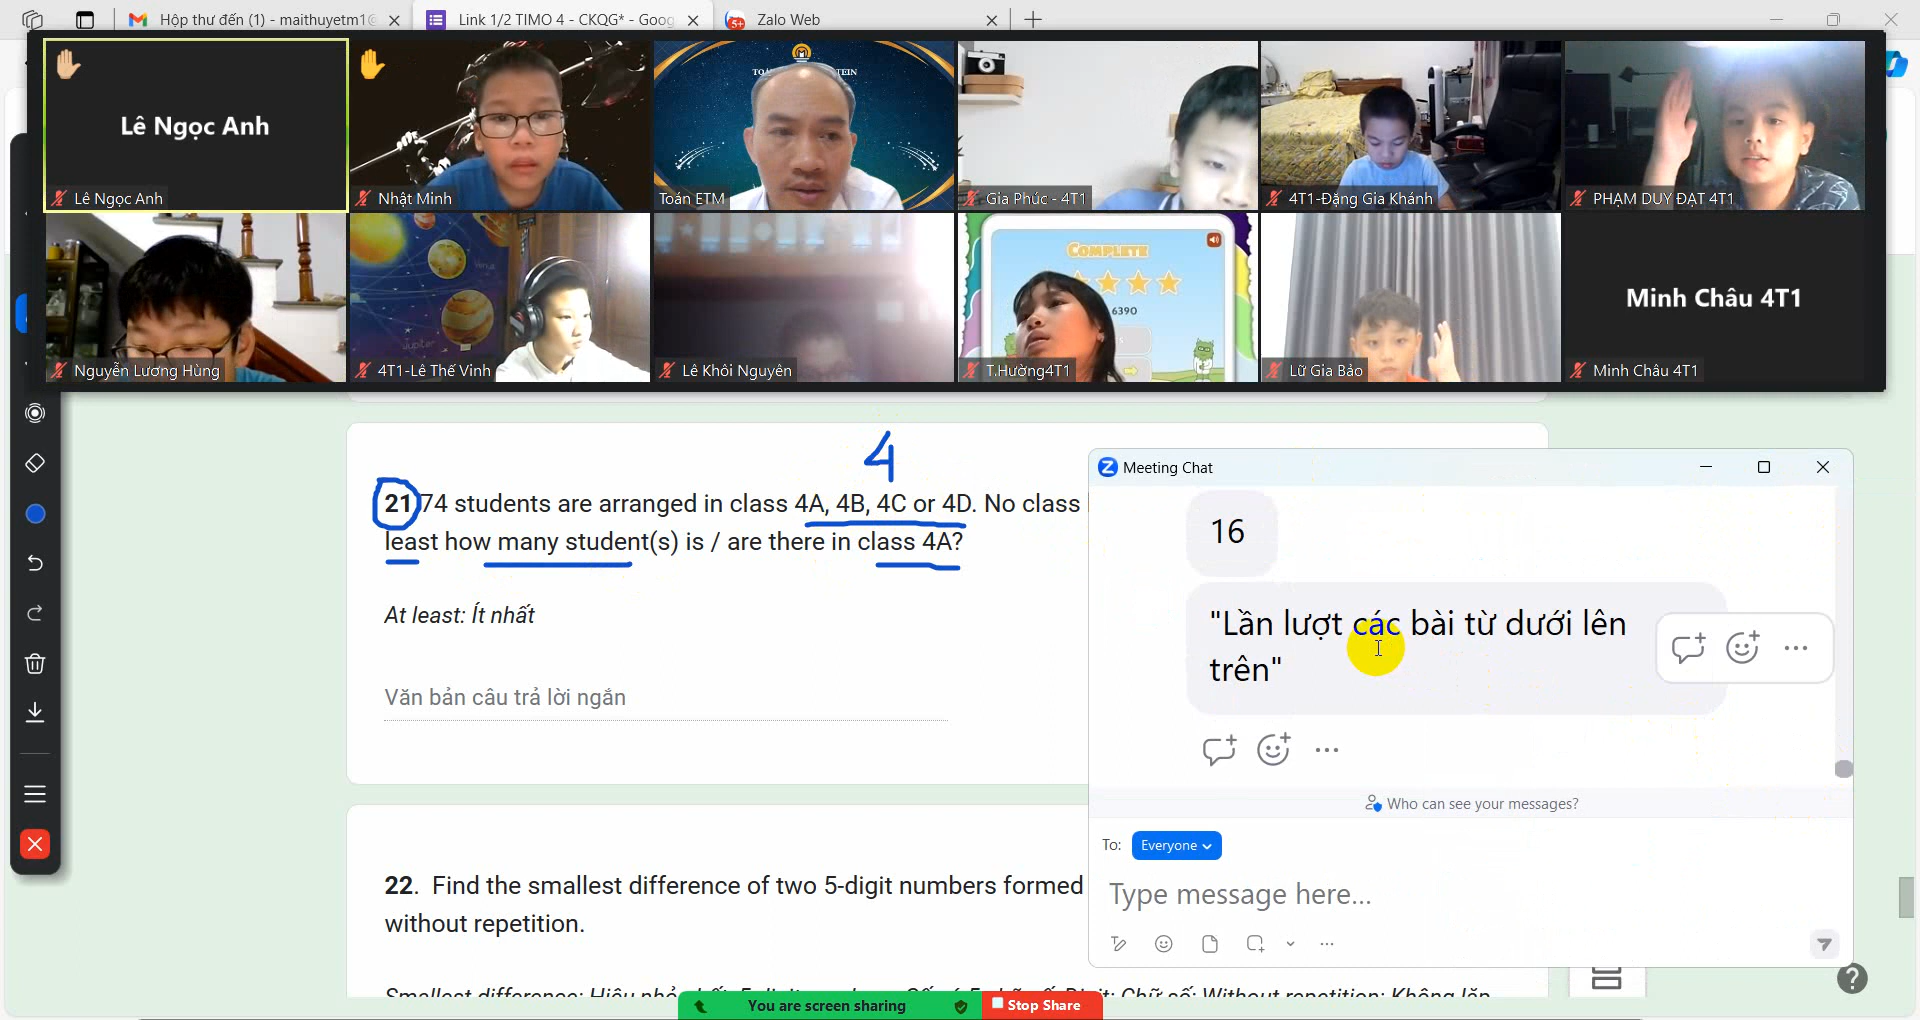 Hộp thư đến (1) - maithuyetm1@
Link 1/2 TIMO 4 - CKQG* - Goog
5+
Zalo Web
Lê Ngọc Anh
Lê Ngọc Anh
Nhật Minh
Toán ETM
Gia Phúc - 4T1
4T1-Đặng Gia Khánh
PHẠM DUY ĐẠT 4T1
COMPLETE
6390
Minh Châu 4T1
Nguyễn Lương Hùng
4T1-Lê Thế Vinh
Lê Khôi Nguyên
T.Hường4T1
Lữ Gia Bảo
Minh Châu 4T1
4
21 74 students are arranged in class 4A, 4B, 4C or 4D. No class
least how many student(s) is / are there in class 4A?
At least: Ít nhất
Văn bản câu trả lời ngắn
22. Find the smallest difference of two 5-digit numbers formed
without repetition.
Meeting Chat
16
"Lần lượt các bài từ dưới lên
trên"
Who can see your messages?
To: Everyone
Type message here...
You are screen sharing
Stop Share